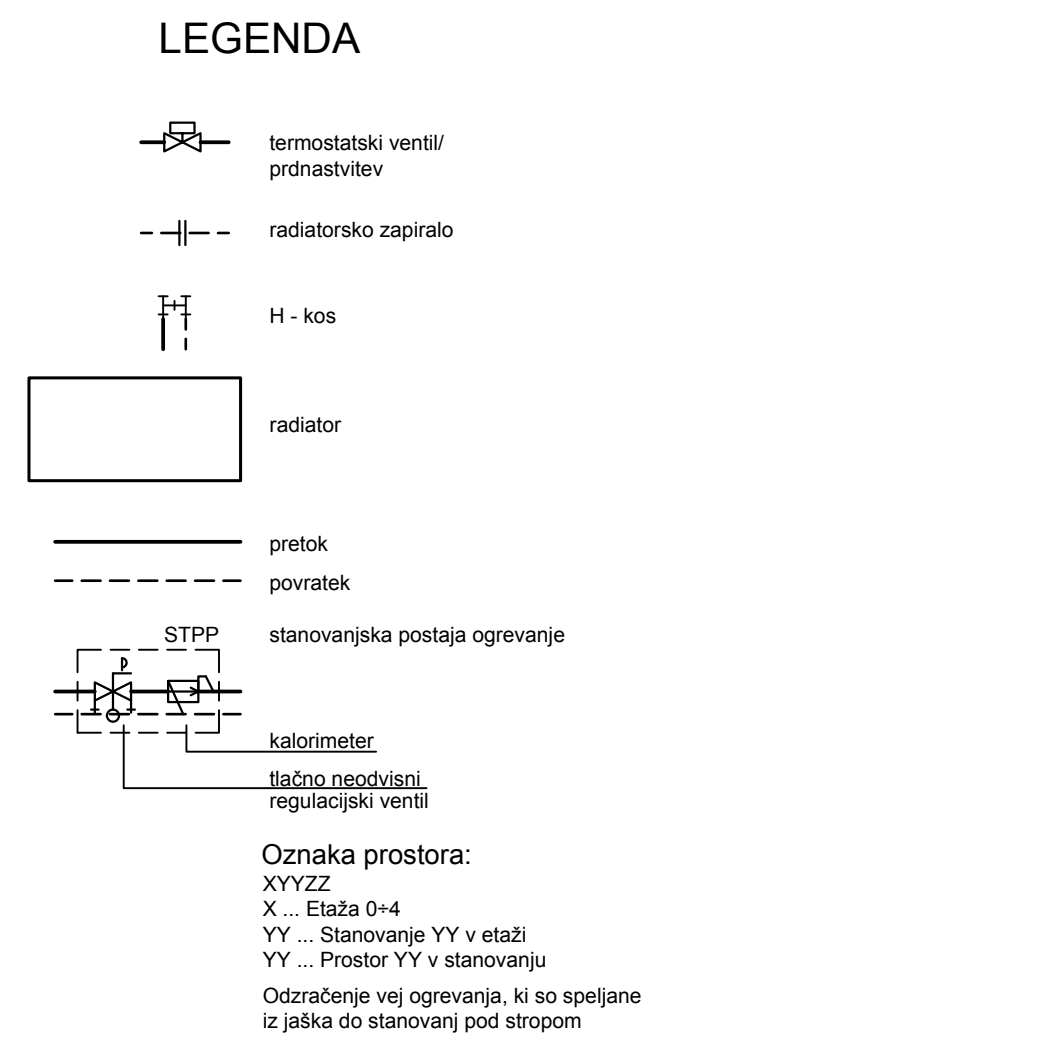 LEGENDA
termostatski ventil/
prdnastvitev
radiatorsko zapiralo
H - kos
radiator
pretok
povratek
STPP stanovanjska postaja ogrevanje
p
kalorimeter
tlačno neodvisni
regulacijski ventil
Oznaka prostora:
XYYZZ
X ... Etaža 0÷4
YY ... Stanovanje YY v etaži
YY ... Prostor YY v stanovanju
Odzračenje vej ogrevanja, ki so speljane
iz jaška do stanovanj pod stropom